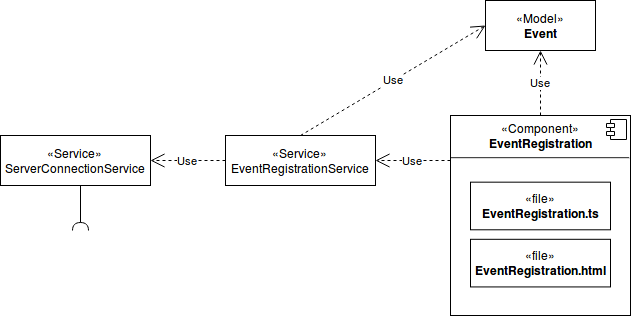 «Model»
Event
Use
Use
«Service»
ServerConnectionService
Use
«Service»
EventRegistrationService
Use
«Component»
EventRegistration
«file»
EventRegistration.ts
«file»
EventRegistration.html